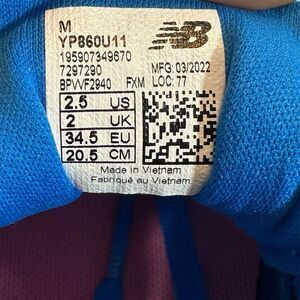 M
YP860U11
195907349670
7297290 MFG: 03/2022
BPVVF2940 FXM LOC: 77
2.5 US
2 UK
34.5 EU
20.5 CM
Made in Vietnam
Fabriqué au Vietnam